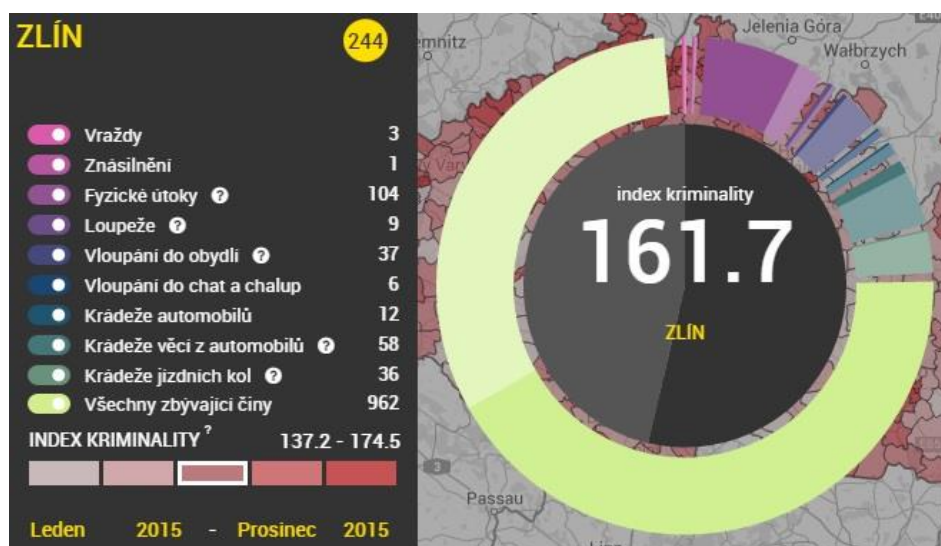 ZLÍN 244
Vraždy 3
Znásilnění 1
Fyzické útoky ? 104
Loupeže ? 9
Vloupání do obydlí ? 37
Vloupání do chat a chalup 6
Krádeže automobilů 12
Krádeže věcí z automobilů ? 58
Krádeže jízdních kol ? 36
Všechny zbývající činy 962
INDEX KRIMINALITY ? 137.2 - 174.5
Leden 2015 - Prosinec 2015
emnitz
Jelenia Góra
Wałbrzych
index kriminality
161.7
ZLÍN
3
Passau